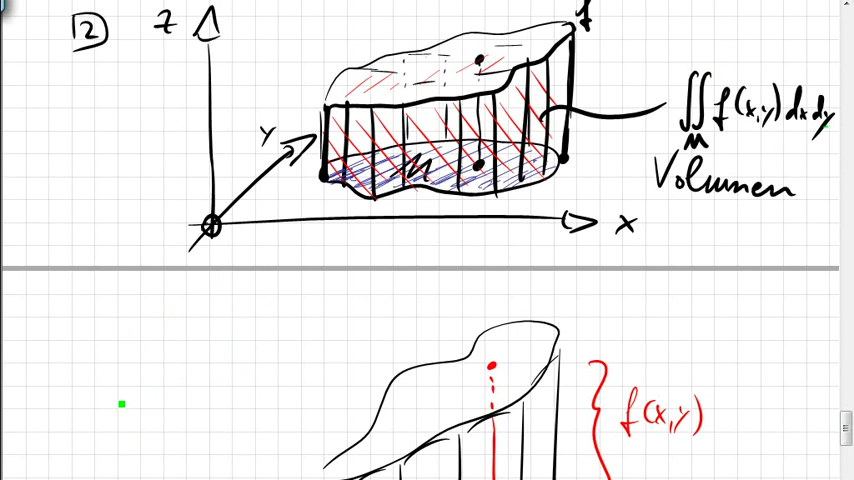 2
z
f
y
∬ f(x,y) dx dy
M
M
Volumen
x
f(x,y)